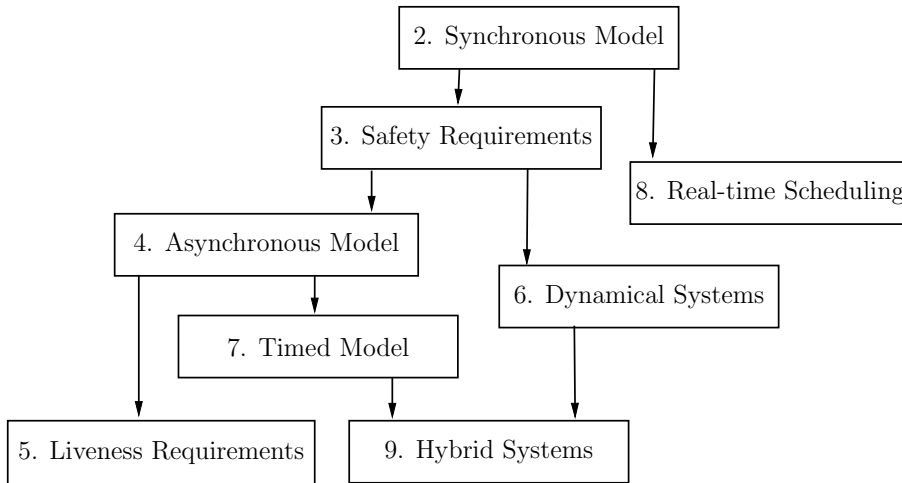 2. Synchronous Model
3. Safety Requirements
8. Real-time Scheduling
4. Asynchronous Model
6. Dynamical Systems
7. Timed Model
5. Liveness Requirements
9. Hybrid Systems